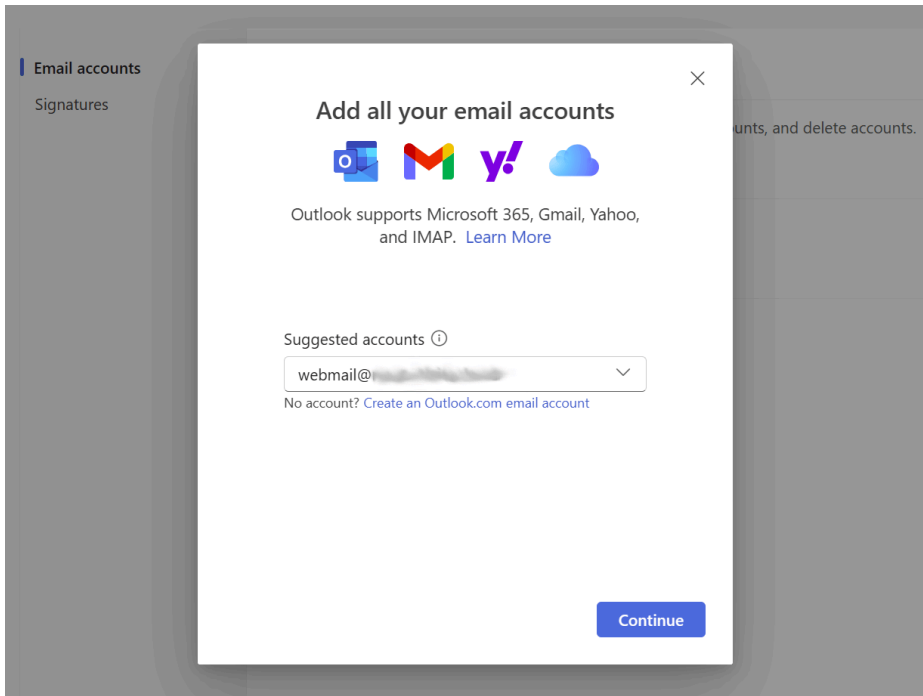 Email accounts
Signatures
unts, and delete accounts.
Add all your email accounts
Outlook supports Microsoft 365, Gmail, Yahoo,
and IMAP. Learn More
Suggested accounts
webmail@
No account? Create an Outlook.com email account
Continue